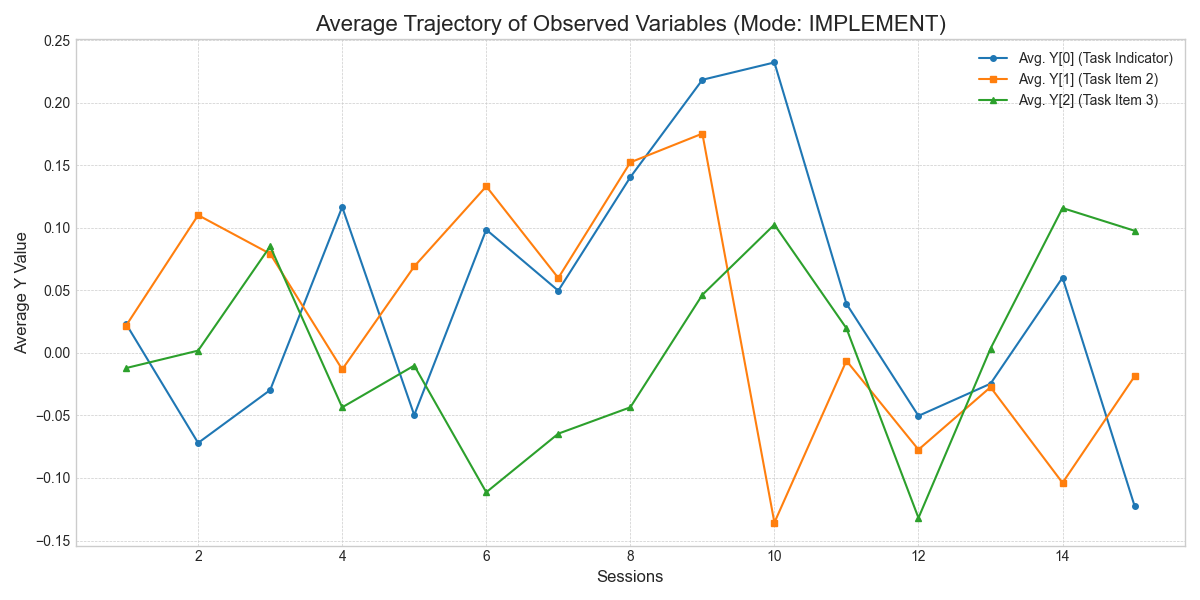 Average Trajectory of Observed Variables (Mode: IMPLEMENT)
Avg. Y[0] (Task Indicator)
Avg. Y[1] (Task Item 2)
Avg. Y[2] (Task Item 3)
Average Y Value
0.25
0.20
0.15
0.10
0.05
0.00
−0.05
−0.10
−0.15
2 4 6 8 10 12 14
Sessions